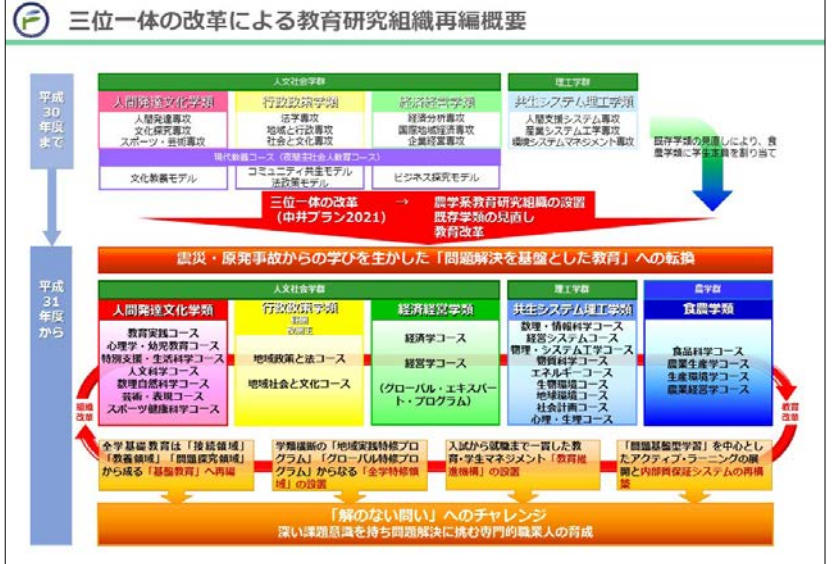 三位一体の改革による教育研究組織再編概要
平成
30
年度
まで
人文社会学群
理工学群
人間発達文化学類
行政政策学類
経済経営学類
共生システム理工学類
人間発達専攻
文化探究専攻
スポーツ・芸術専攻
法学専攻
地域と行政専攻
社会と文化専攻
経済分析専攻
国際地域経済専攻
企業経営専攻
人間支援システム専攻
産業システム工学専攻
環境システムマネジメント専攻
現代教養コース（夜間主社会人教育コース）
文化教養モデル
コミュニティ共生モデル
法政策モデル
ビジネス探究モデル
既存学類の見直しにより、食
農学類に学生定員を割り当て
三位一体の改革 → 農学系教育研究組織の設置
（中井プラン2021） 既存学類の見直し
教育改革
震災・原発事故からの学びを生かした「問題解決を基盤とした教育」への転換
平成
31
年度
から
人文社会学群
理工学群
農学群
人間発達文化学類
行政政策学類
経済経営学類
共生システム理工学類
食農学類
教育実践コース
心理学・幼児教育コース
特別支援・生活科学コース
人文科学コース
数理自然科学コース
芸術・表現コース
スポーツ健康科学コース
地域政策と法コース
地域社会と文化コース
経済学コース
経営学コース
（グローバル・エキスパー
ト・プログラム）
数理・情報科学コース
経営システムコース
物理・システム工学コース
物質科学コース
エネルギーコース
生物環境コース
地球環境コース
社会計画コース
心理・生理コース
食品科学コース
農業生産学コース
生産環境学コース
農業経営学コース
組織
改革
教育
改革
全学基礎教育は「接続領域」
「教養領域」「問題探究領域」
から成る「基盤教育」へ再編
学類横断の「地域実践特修プロ
グラム」「グローバル特修プロ
グラム」からなる「全学特修領
域」の設置
入試から就職まで一貫した教
育・学生マネジメント「教育推
進機構」の設置
「問題基盤型学習」を中心とし
たアクティブ・ラーニングの展
開と内部質保証システムの再構
築
「解のない問い」へのチャレンジ
深い課題意識を持ち問題解決に挑む専門的職業人の育成